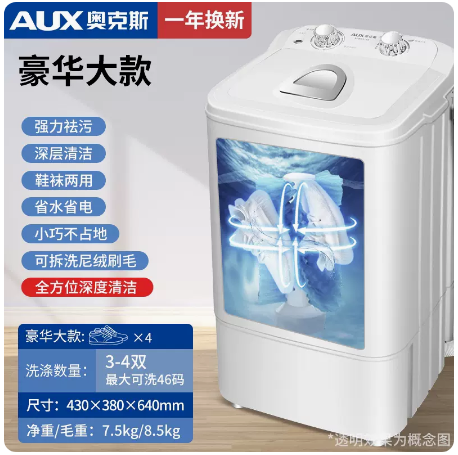 AUX奥克斯 一年换新
豪华大款
强力祛污
深层清洁
鞋袜两用
省水省电
小巧不占地
可拆洗尼绒刷毛
全方位深度清洁
豪华大款: ×4
洗涤数量: 3-4双
最大可洗46码
尺寸: 430×380×640mm
净重/毛重: 7.5kg/8.5kg
AUX
*透明效果为概念图